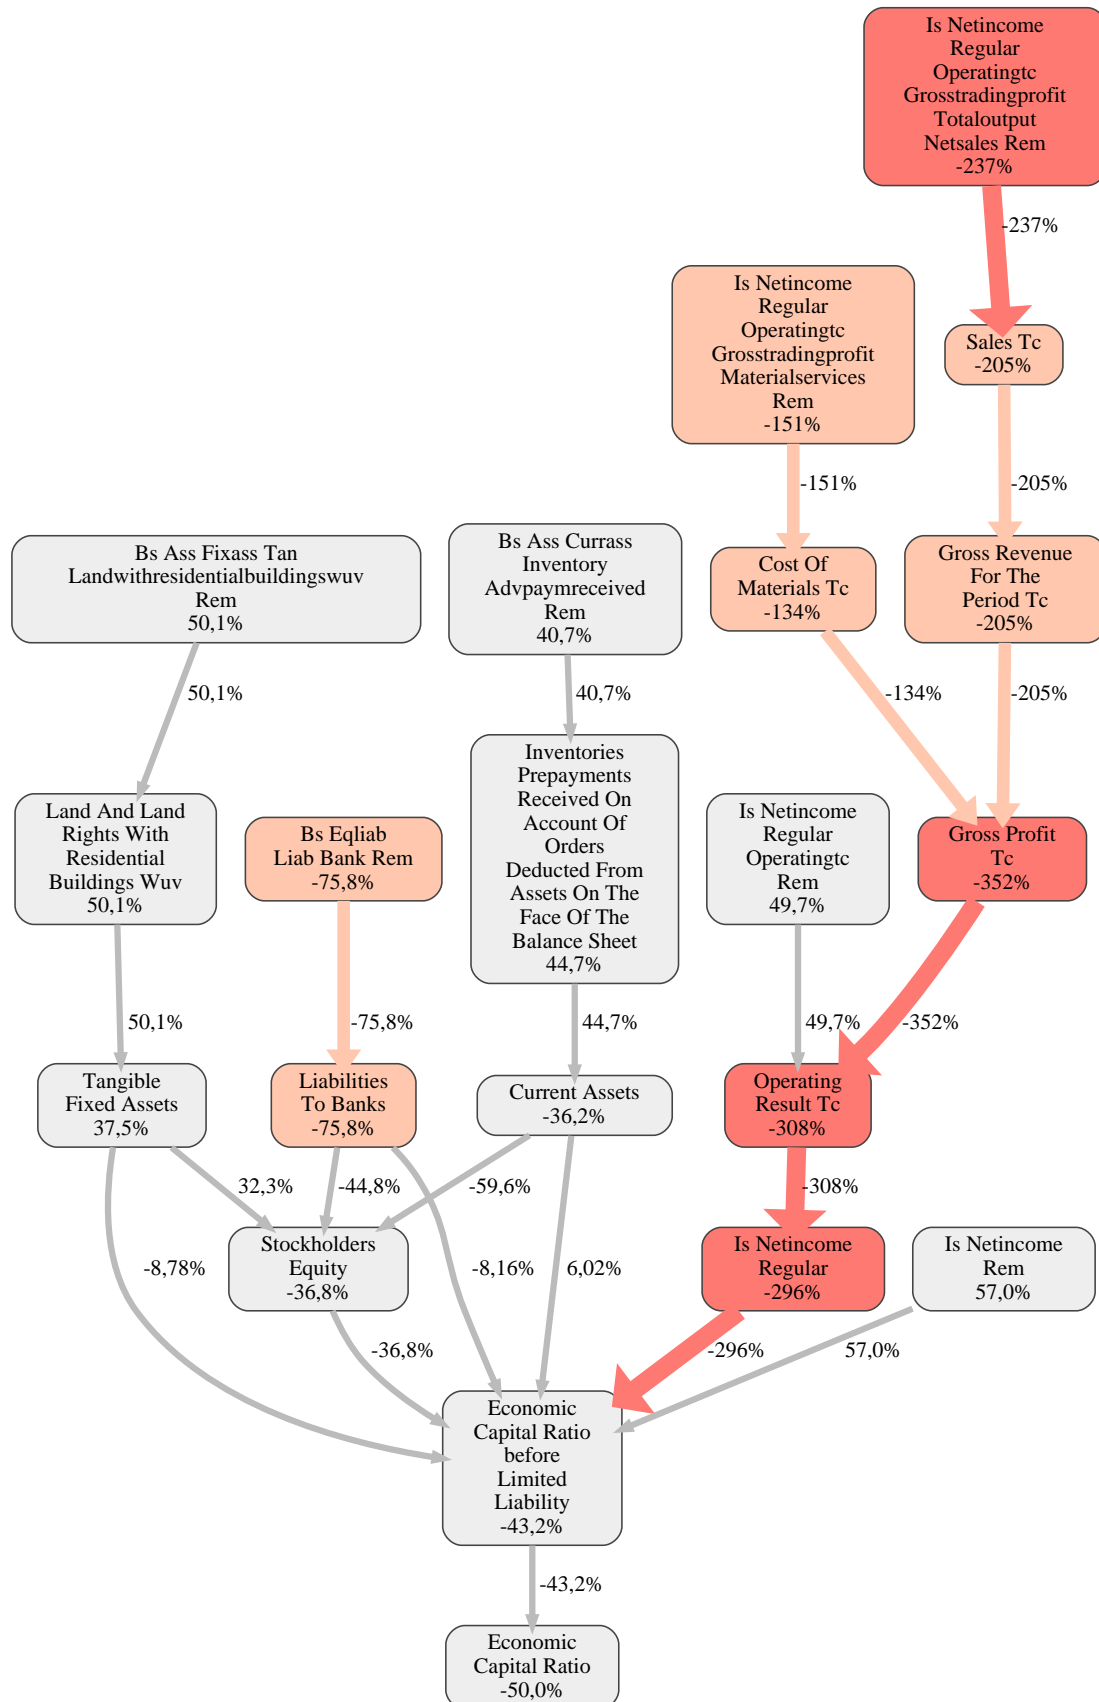 Is Netincome
Regular
Operatingtc
Grosstradingprofit
Totaloutput
Netsales Rem
-237%
-237%
Is Netincome
Regular
Operatingtc
Grosstradingprofit
Materialservices
Rem
-151%
Sales Tc
-205%
-151%
-205%
Bs Ass Fixass Tan
Landwithresidentialbuildingswuv
Rem
50,1%
Bs Ass Currass
Inventory
Advpaymreceived
Rem
40,7%
Cost Of
Materials Tc
-134%
Gross Revenue
For The
Period Tc
-205%
50,1%
40,7%
-134%
-205%
Land And Land
Rights With
Residential
Buildings Wuv
50,1%
Bs Eqliab
Liab Bank Rem
-75,8%
Inventories
Prepayments
Received On
Account Of
Orders
Deducted From
Assets On The
Face Of The
Balance Sheet
44,7%
Is Netincome
Regular
Operatingtc
Rem
49,7%
Gross Profit
Tc
-352%
50,1%
-75,8%
44,7%
49,7%
-352%
Tangible
Fixed Assets
37,5%
Liabilities
To Banks
-75,8%
Current Assets
-36,2%
Operating
Result Tc
-308%
32,3%
-44,8%
-59,6%
-308%
Stockholders
Equity
-36,8%
Is Netincome
Regular
-296%
Is Netincome
Rem
57,0%
-8,78%
-8,16%
6,02%
-36,8%
-296%
57,0%
Economic
Capital Ratio
before
Limited
Liability
-43,2%
-43,2%
Economic
Capital Ratio
-50,0%